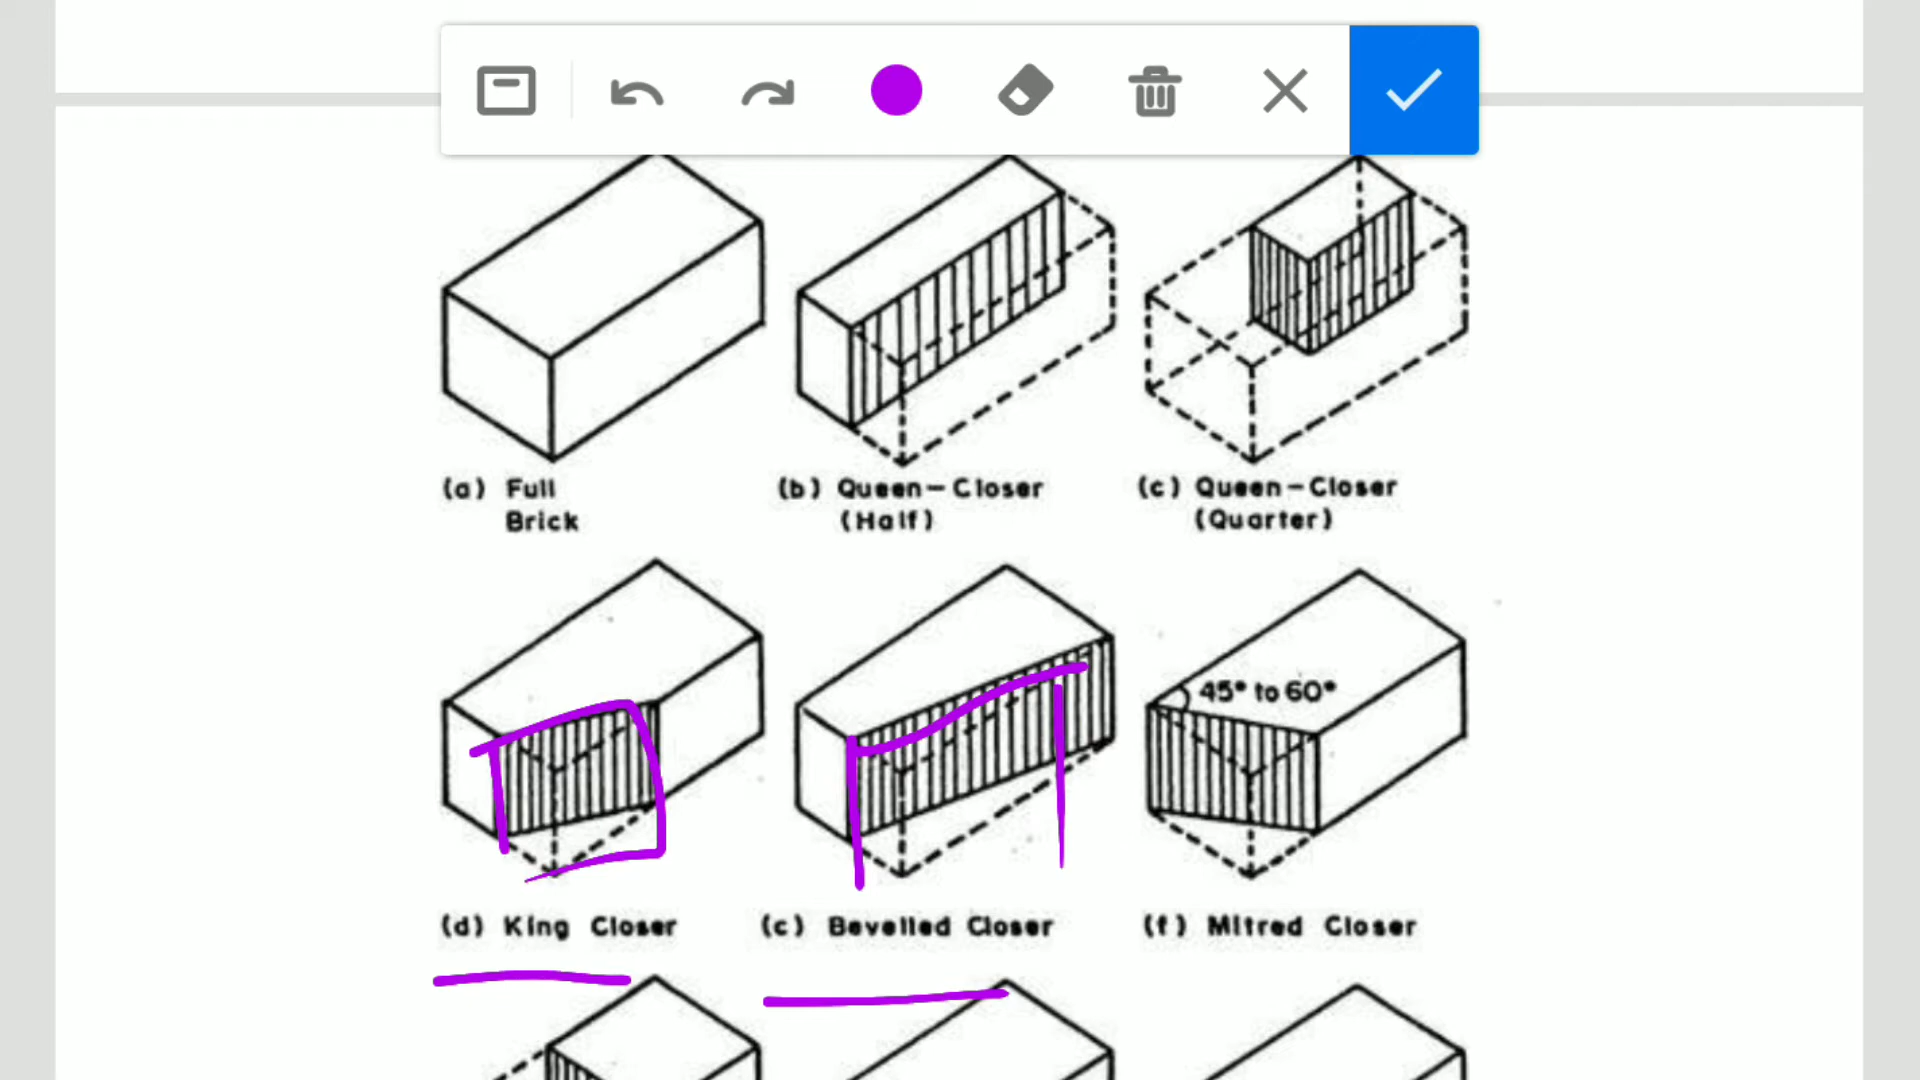 (a) Full
Brick
(b) Queen-Closer
(Half)
(c) Queen-Closer
(Quarter)
45° to 60°
(d) King Closer
(c) Bevelled Closer
(f) Mitred Closer